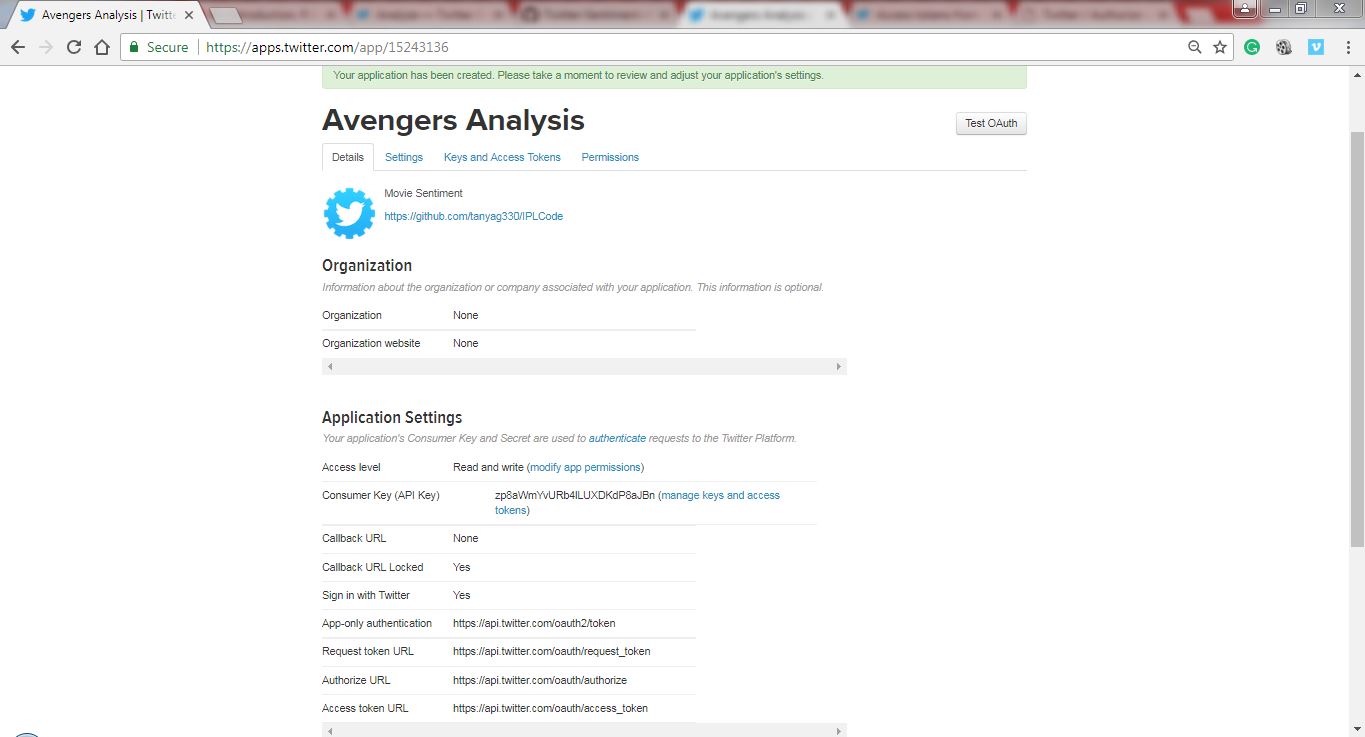 Avengers Analysis | Twitte
Secure
https://apps.twitter.com/app/15243136
Your application has been created. Please take a moment to review and adjust your application's settings.
Avengers Analysis
Test OAuth
Details Settings Keys and Access Tokens Permissions
Movie Sentiment
https://github.com/tanyag330/IPLCode
Organization
Information about the organization or company associated with your application. This information is optional.
Organization None
Organization website None
Application Settings
Your application's Consumer Key and Secret are used to authenticate requests to the Twitter Platform.
Access level Read and write (modify app permissions)
Consumer Key (API Key) zp8aWmYvURb4lLUXDKdP8aJBn (manage keys and access
tokens)
Callback URL None
Callback URL Locked Yes
Sign in with Twitter Yes
App-only authentication https://api.twitter.com/oauth2/token
Request token URL https://api.twitter.com/oauth/request_token
Authorize URL https://api.twitter.com/oauth/authorize
Access token URL https://api.twitter.com/oauth/access_token